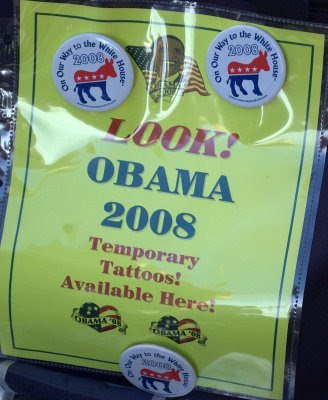 On Our Way to the White House
2008
On Our Way to the White House
2008
LOOK!
OBAMA
2008
Temporary
Tattoos!
Available Here!
OBAMA '08
OBAMA '08
On Our Way to the White House
2008